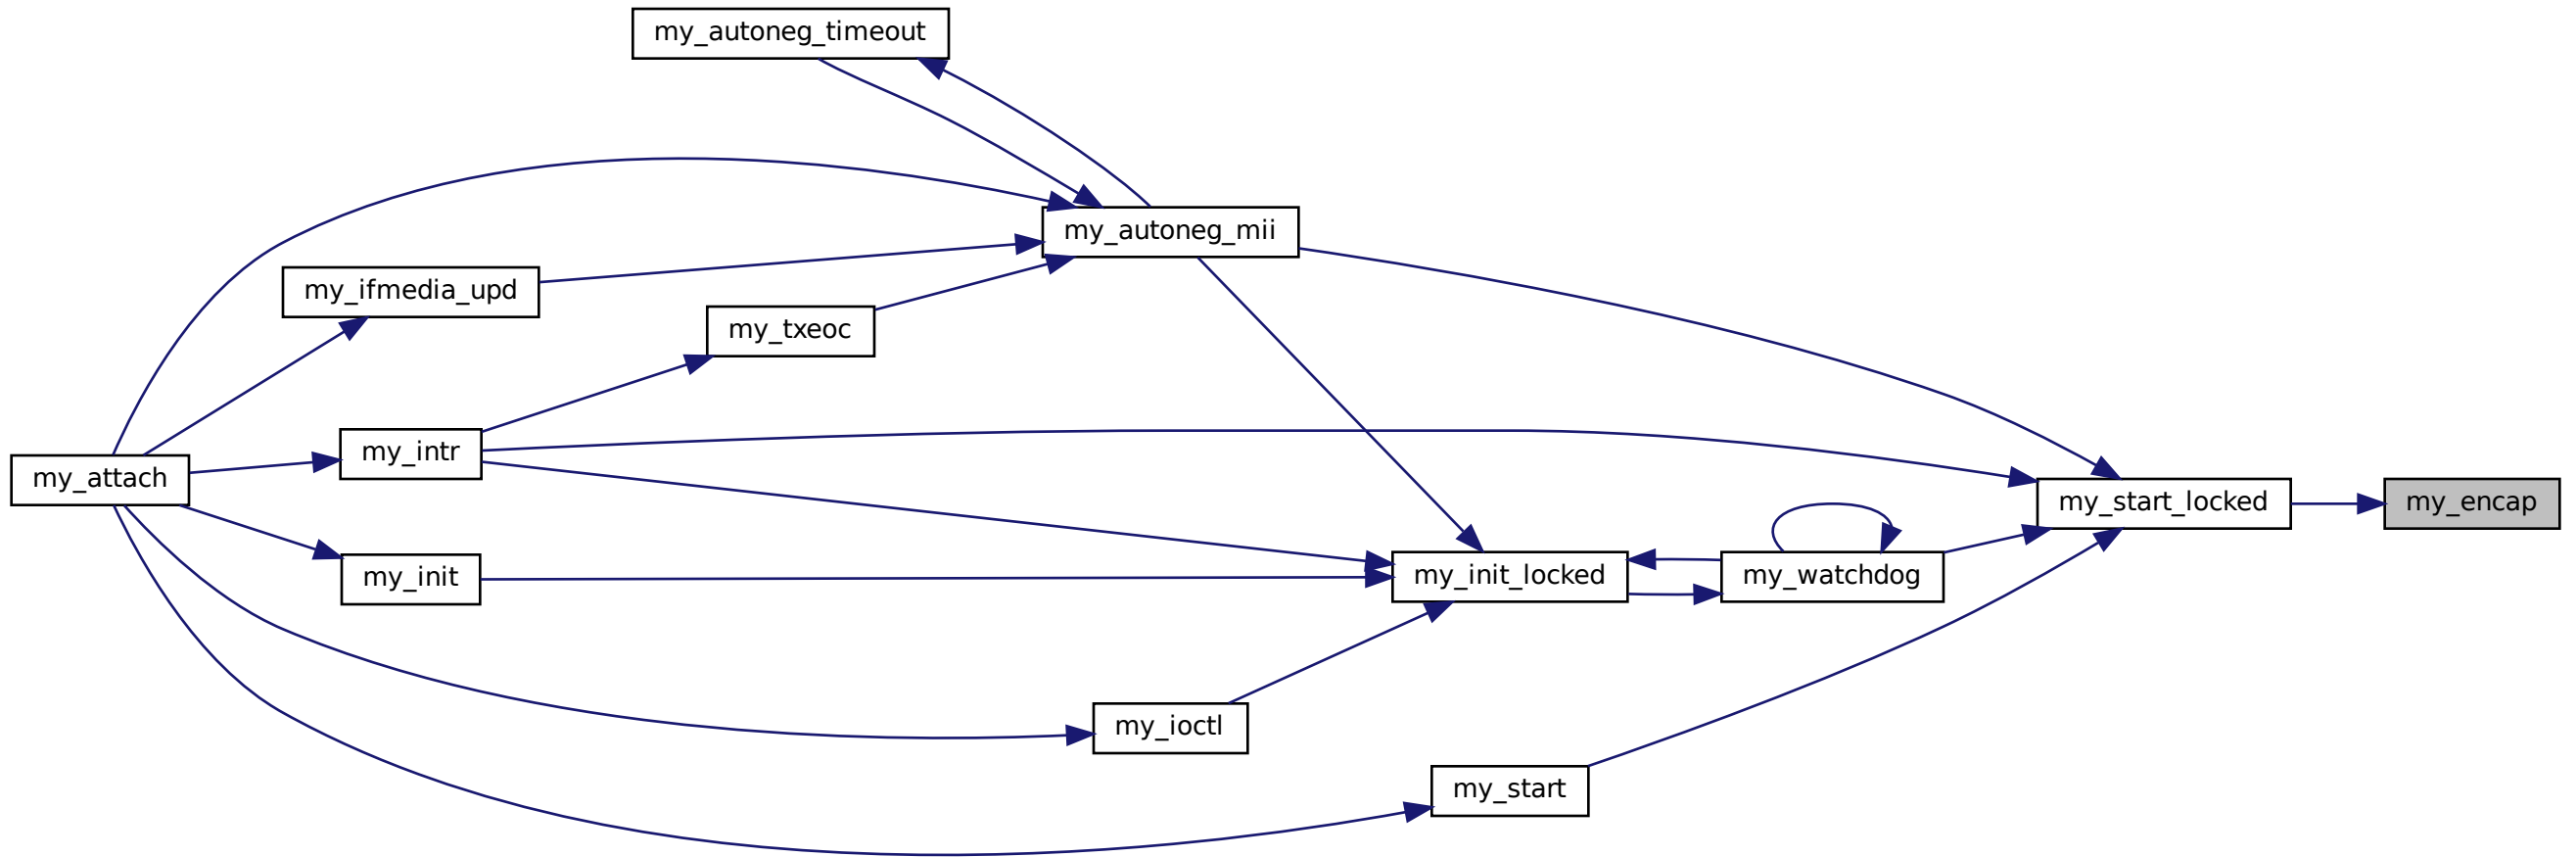 my_autoneg_timeout
my_autoneg_mii
my_ifmedia_upd
my_txeoc
my_intr
my_attach
my_start_locked
my_encap
my_init
my_init_locked
my_watchdog
my_ioctl
my_start